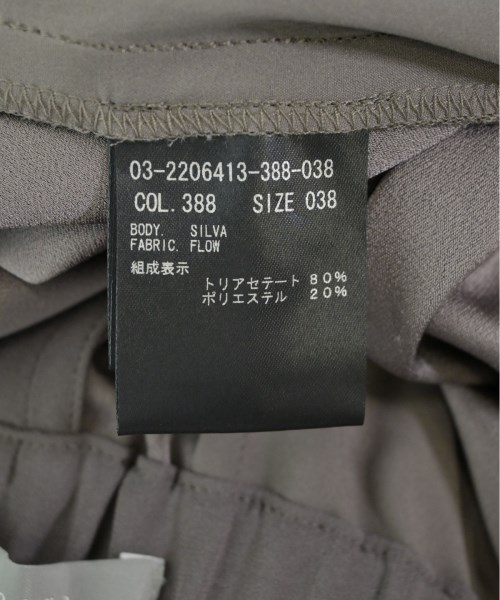 03-2206413-388-038
COL. 388 SIZE 038
BODY. SILVA
FABRIC. FLOW
組成表示
トリアセテート 80%
ポリエステル 20%